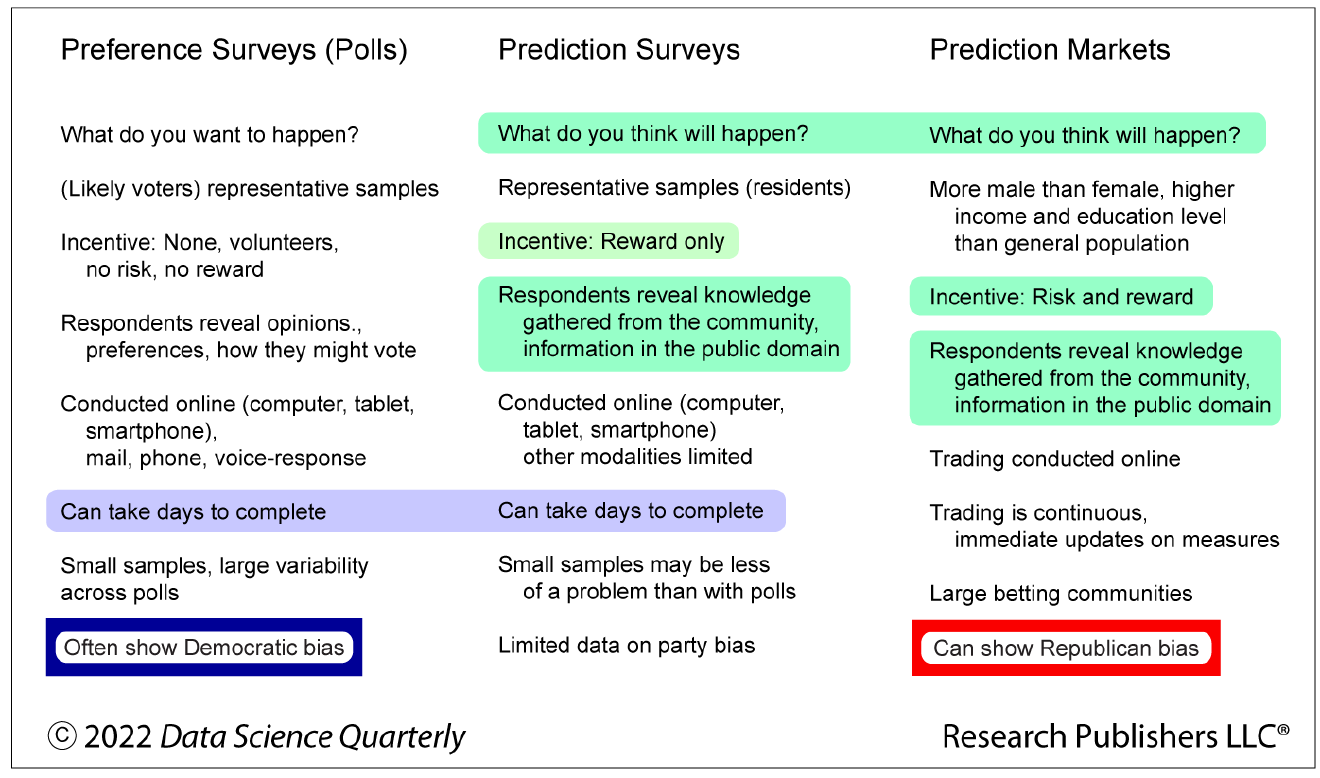 Preference Surveys (Polls)
What do you want to happen?
(Likely voters) representative samples
Incentive: None, volunteers,
no risk, no reward
Respondents reveal opinions.,
preferences, how they might vote
Conducted online (computer, tablet,
smartphone),
mail, phone, voice-response
Can take days to complete
Small samples, large variability
across polls
Often show Democratic bias
Prediction Surveys
What do you think will happen?
Representative samples (residents)
Incentive: Reward only
Respondents reveal knowledge
gathered from the community,
information in the public domain
Conducted online (computer,
tablet, smartphone)
other modalities limited
Can take days to complete
Small samples may be less
of a problem than with polls
Limited data on party bias
Prediction Markets
What do you think will happen?
More male than female, higher
income and education level
than general population
Incentive: Risk and reward
Respondents reveal knowledge
gathered from the community,
information in the public domain
Trading conducted online
Trading is continuous,
immediate updates on measures
Large betting communities
Can show Republican bias
© 2022 Data Science Quarterly
Research Publishers LLC®